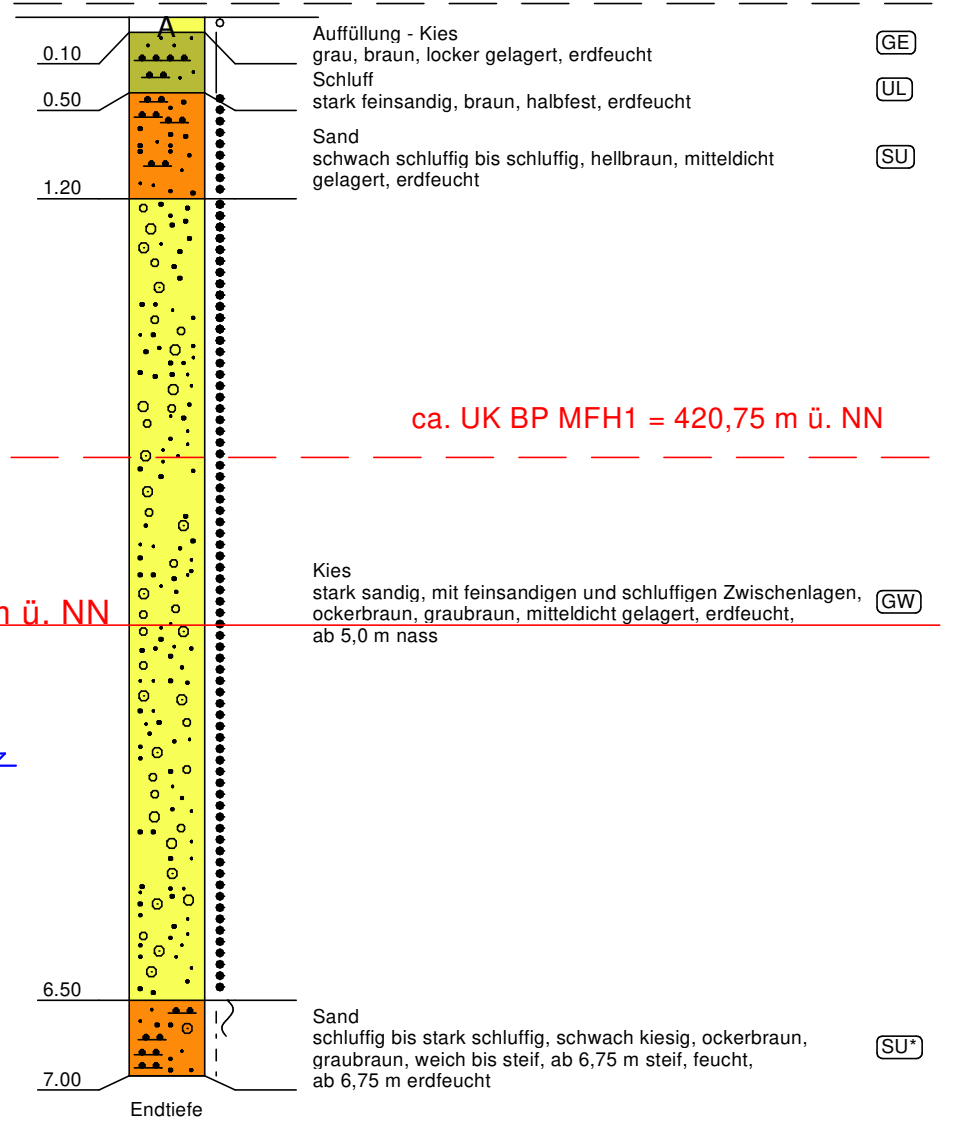 A
Auffüllung - Kies
grau, braun, locker gelagert, erdfeucht
GE
0.10
Schluff
stark feinsandig, braun, halbfest, erdfeucht
UL
0.50
Sand
schwach schluffig bis schluffig, hellbraun, mitteldicht
gelagert, erdfeucht
SU
1.20
ca. UK BP MFH1 = 420,75 m ü. NN
Kies
stark sandig, mit feinsandigen und schluffigen Zwischenlagen,
ockerbraun, graubraun, mitteldicht gelagert, erdfeucht,
ab 5,0 m nass
GW
ü. NN
6.50
Sand
schluffig bis stark schluffig, schwach kiesig, ockerbraun,
graubraun, weich bis steif, ab 6,75 m steif, feucht,
ab 6,75 m erdfeucht
SU*
7.00
Endtiefe